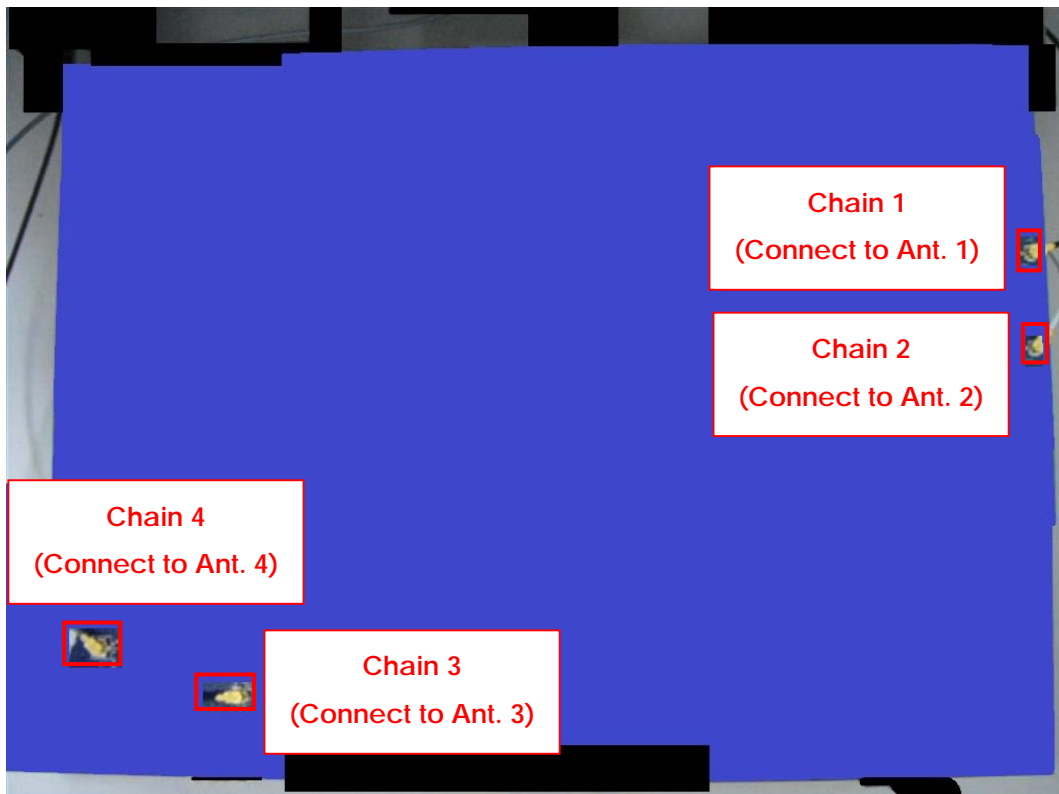 Chain 1
(Connect to Ant. 1)
Chain 2
(Connect to Ant. 2)
Chain 4
(Connect to Ant. 4)
Chain 3
(Connect to Ant. 3)